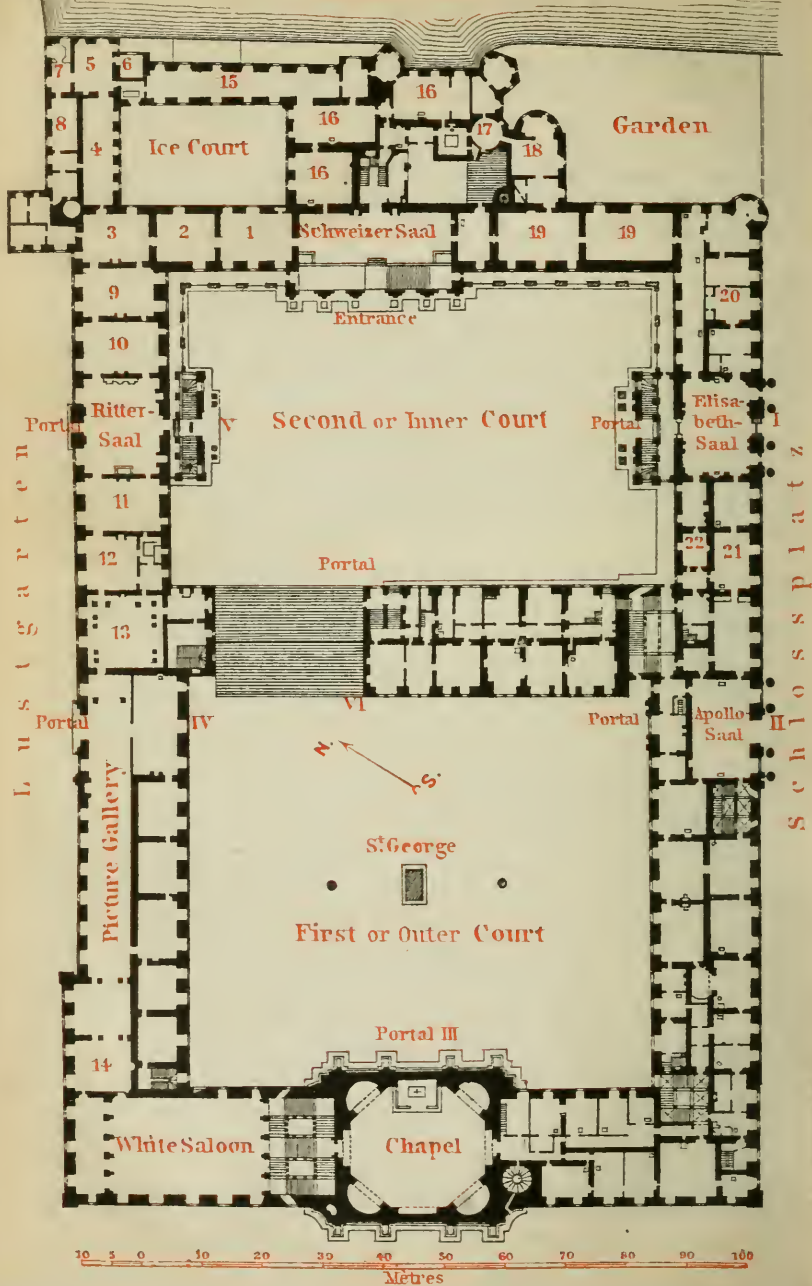 7
5
6
15
16
8
4
Ice Court
16
17
18
Garden
16
3
2
1
Schweizer Saal
19
19
9
20
Entrance
10
Portal
Ritter-
Saal
V
Second or Inner Court
Portal
Elisa-
beth-
Saal
I
11
12
22
21
Portal
13
Lustgarten
Schlossplatz
Portal
IV
VI
Portal
Apollo-
Saal
II
N.
S.
Picture Gallery
St George
First or Outer Court
Portal III
14
White Saloon
Chapel
10 5 0 10 20 30 40 50 60 70 80 90 100
Mètres